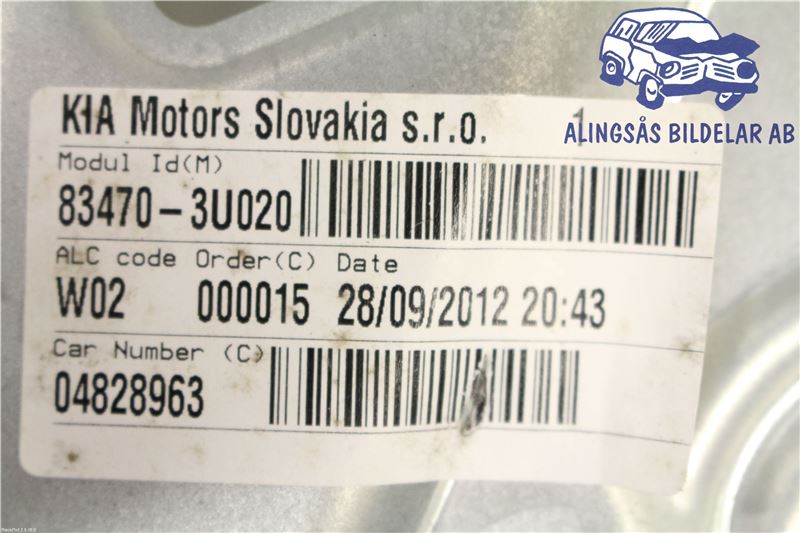 KIA Motors Slovakia s.r.o. 1
ALINGSÅS BILDELAR AB
Modul Id(M)
83470-3U020
ALC code Order(C) Date
W02 000015 28/09/2012 20:43
Car Number (C)
04828963